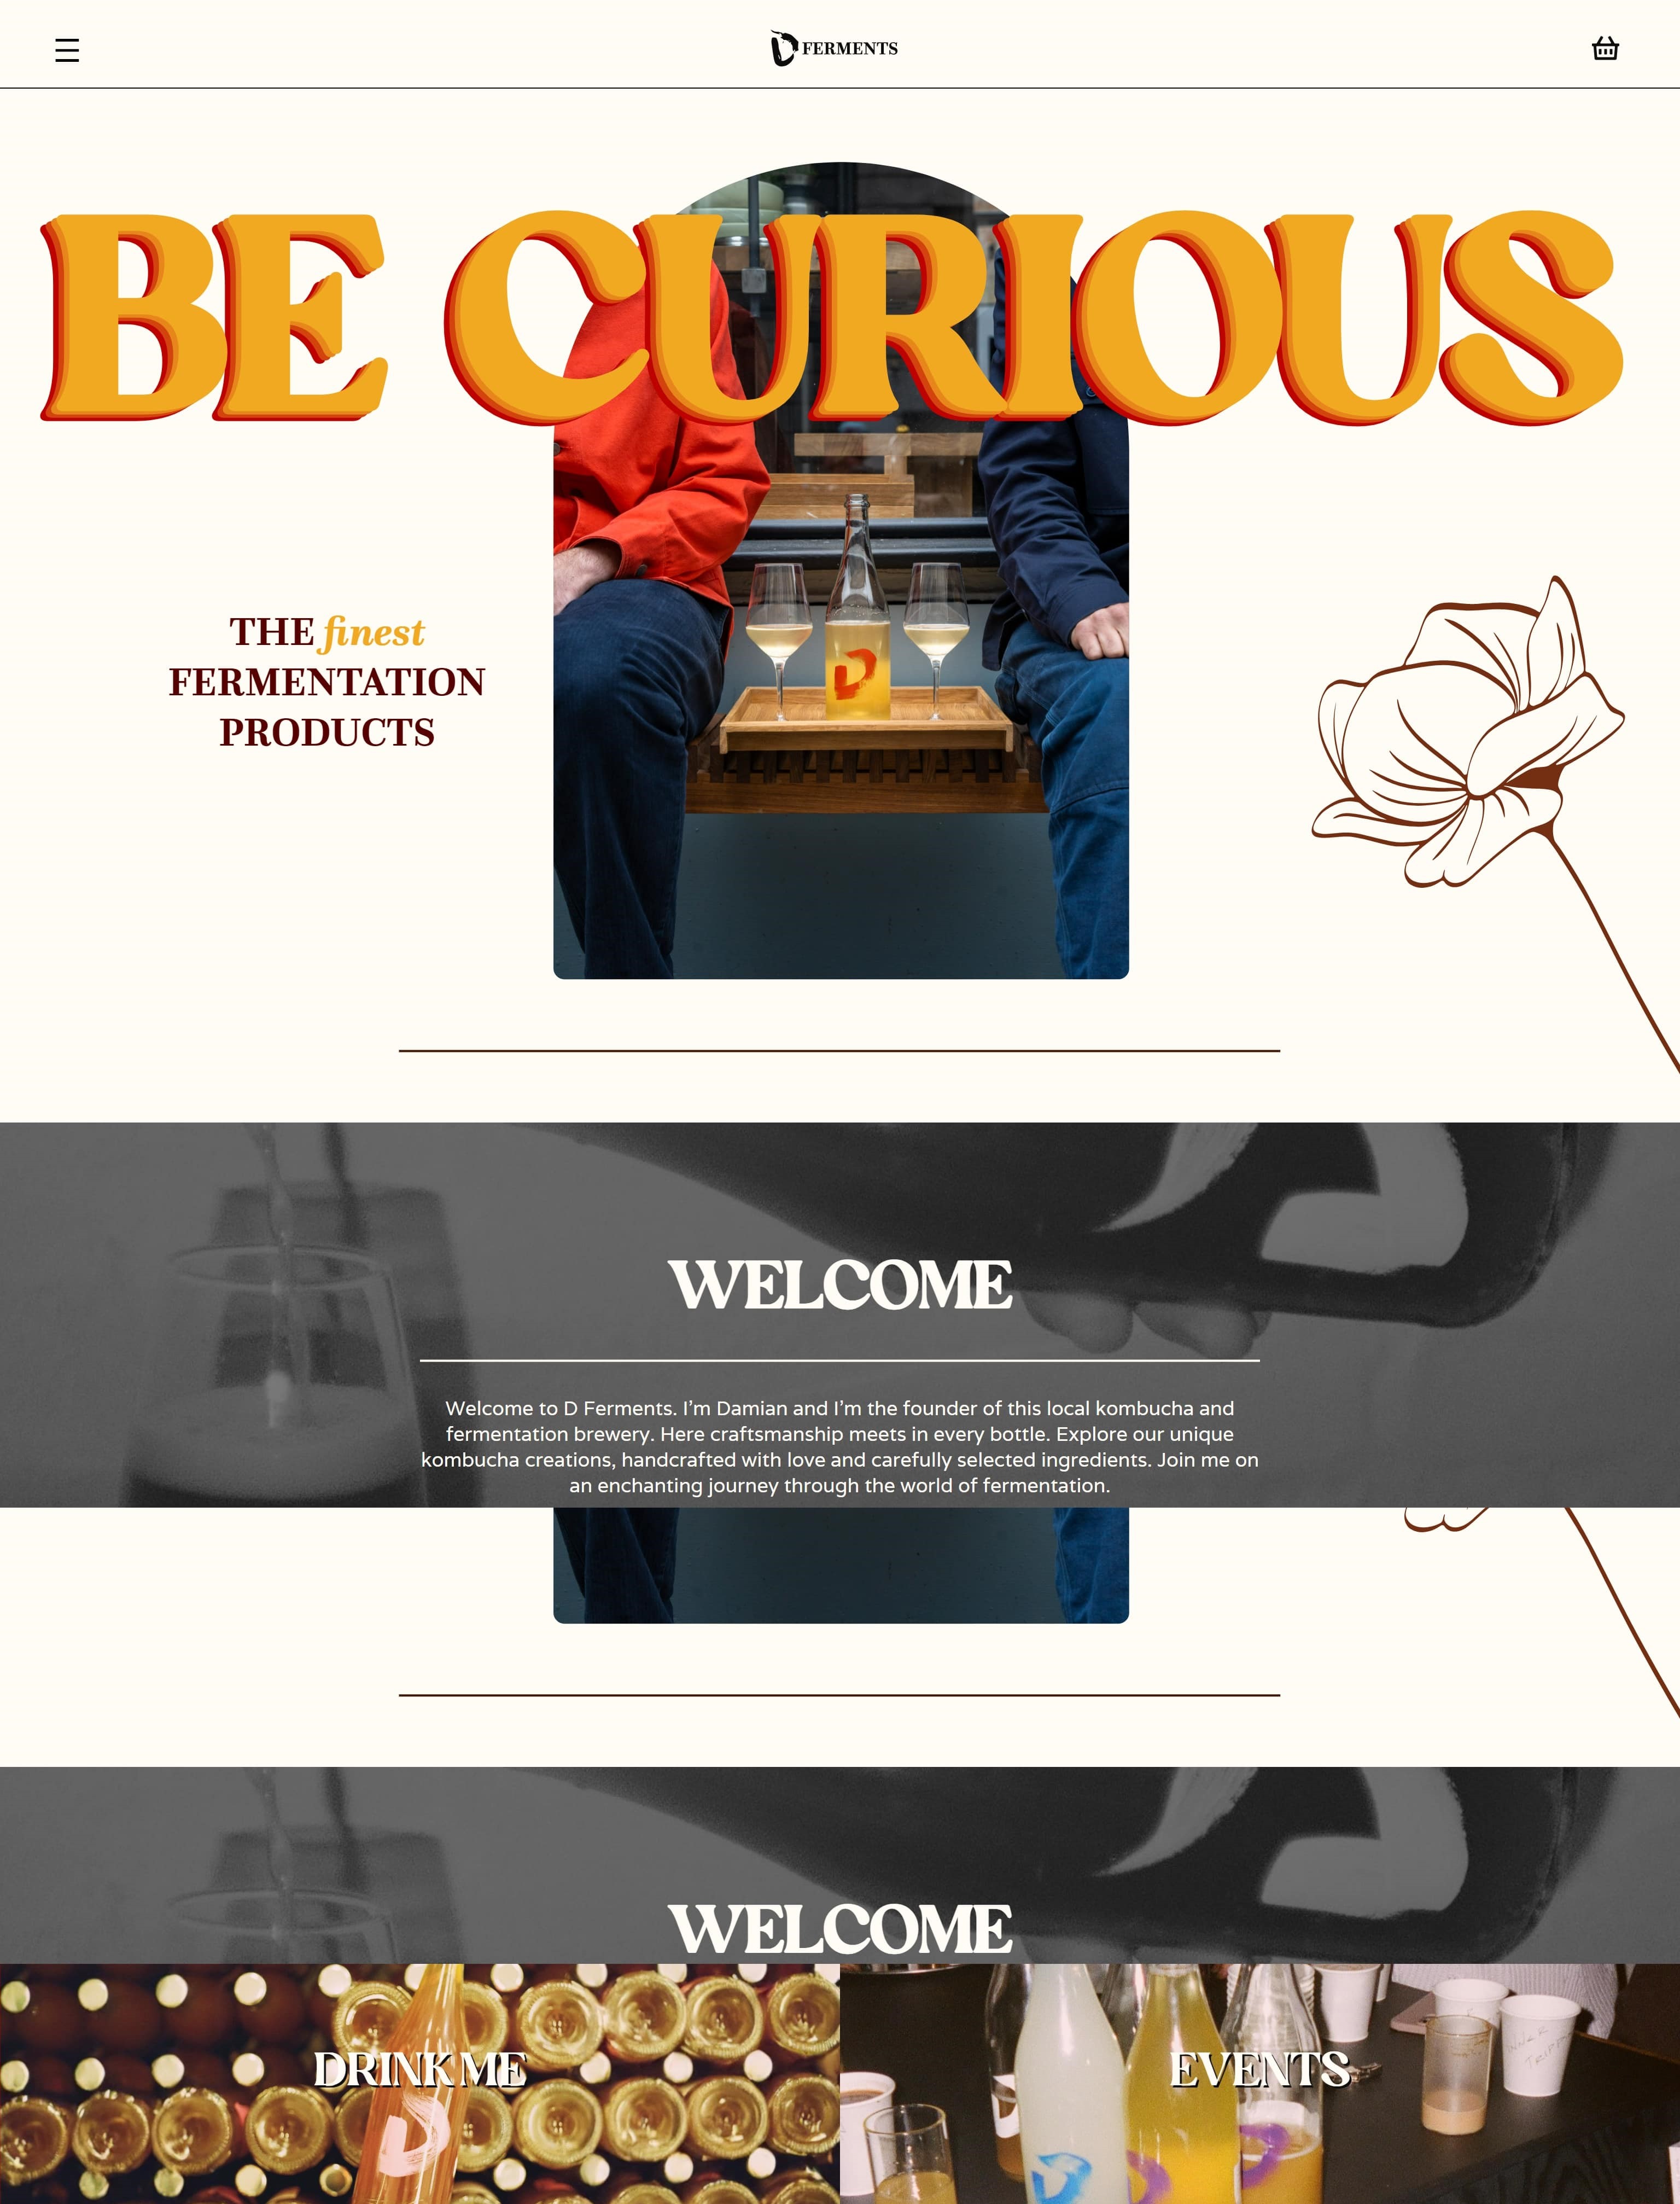 D FERMENTS
BE CURIOUS
THE finest
FERMENTATION
PRODUCTS
WELCOME
Welcome to D Ferments. I'm Damian and I'm the founder of this local kombucha and
fermentation brewery. Here craftsmanship meets in every bottle. Explore our unique
kombucha creations, handcrafted with love and carefully selected ingredients. Join me on
an enchanting journey through the world of fermentation.
WELCOME
DRINK ME
EVENTS